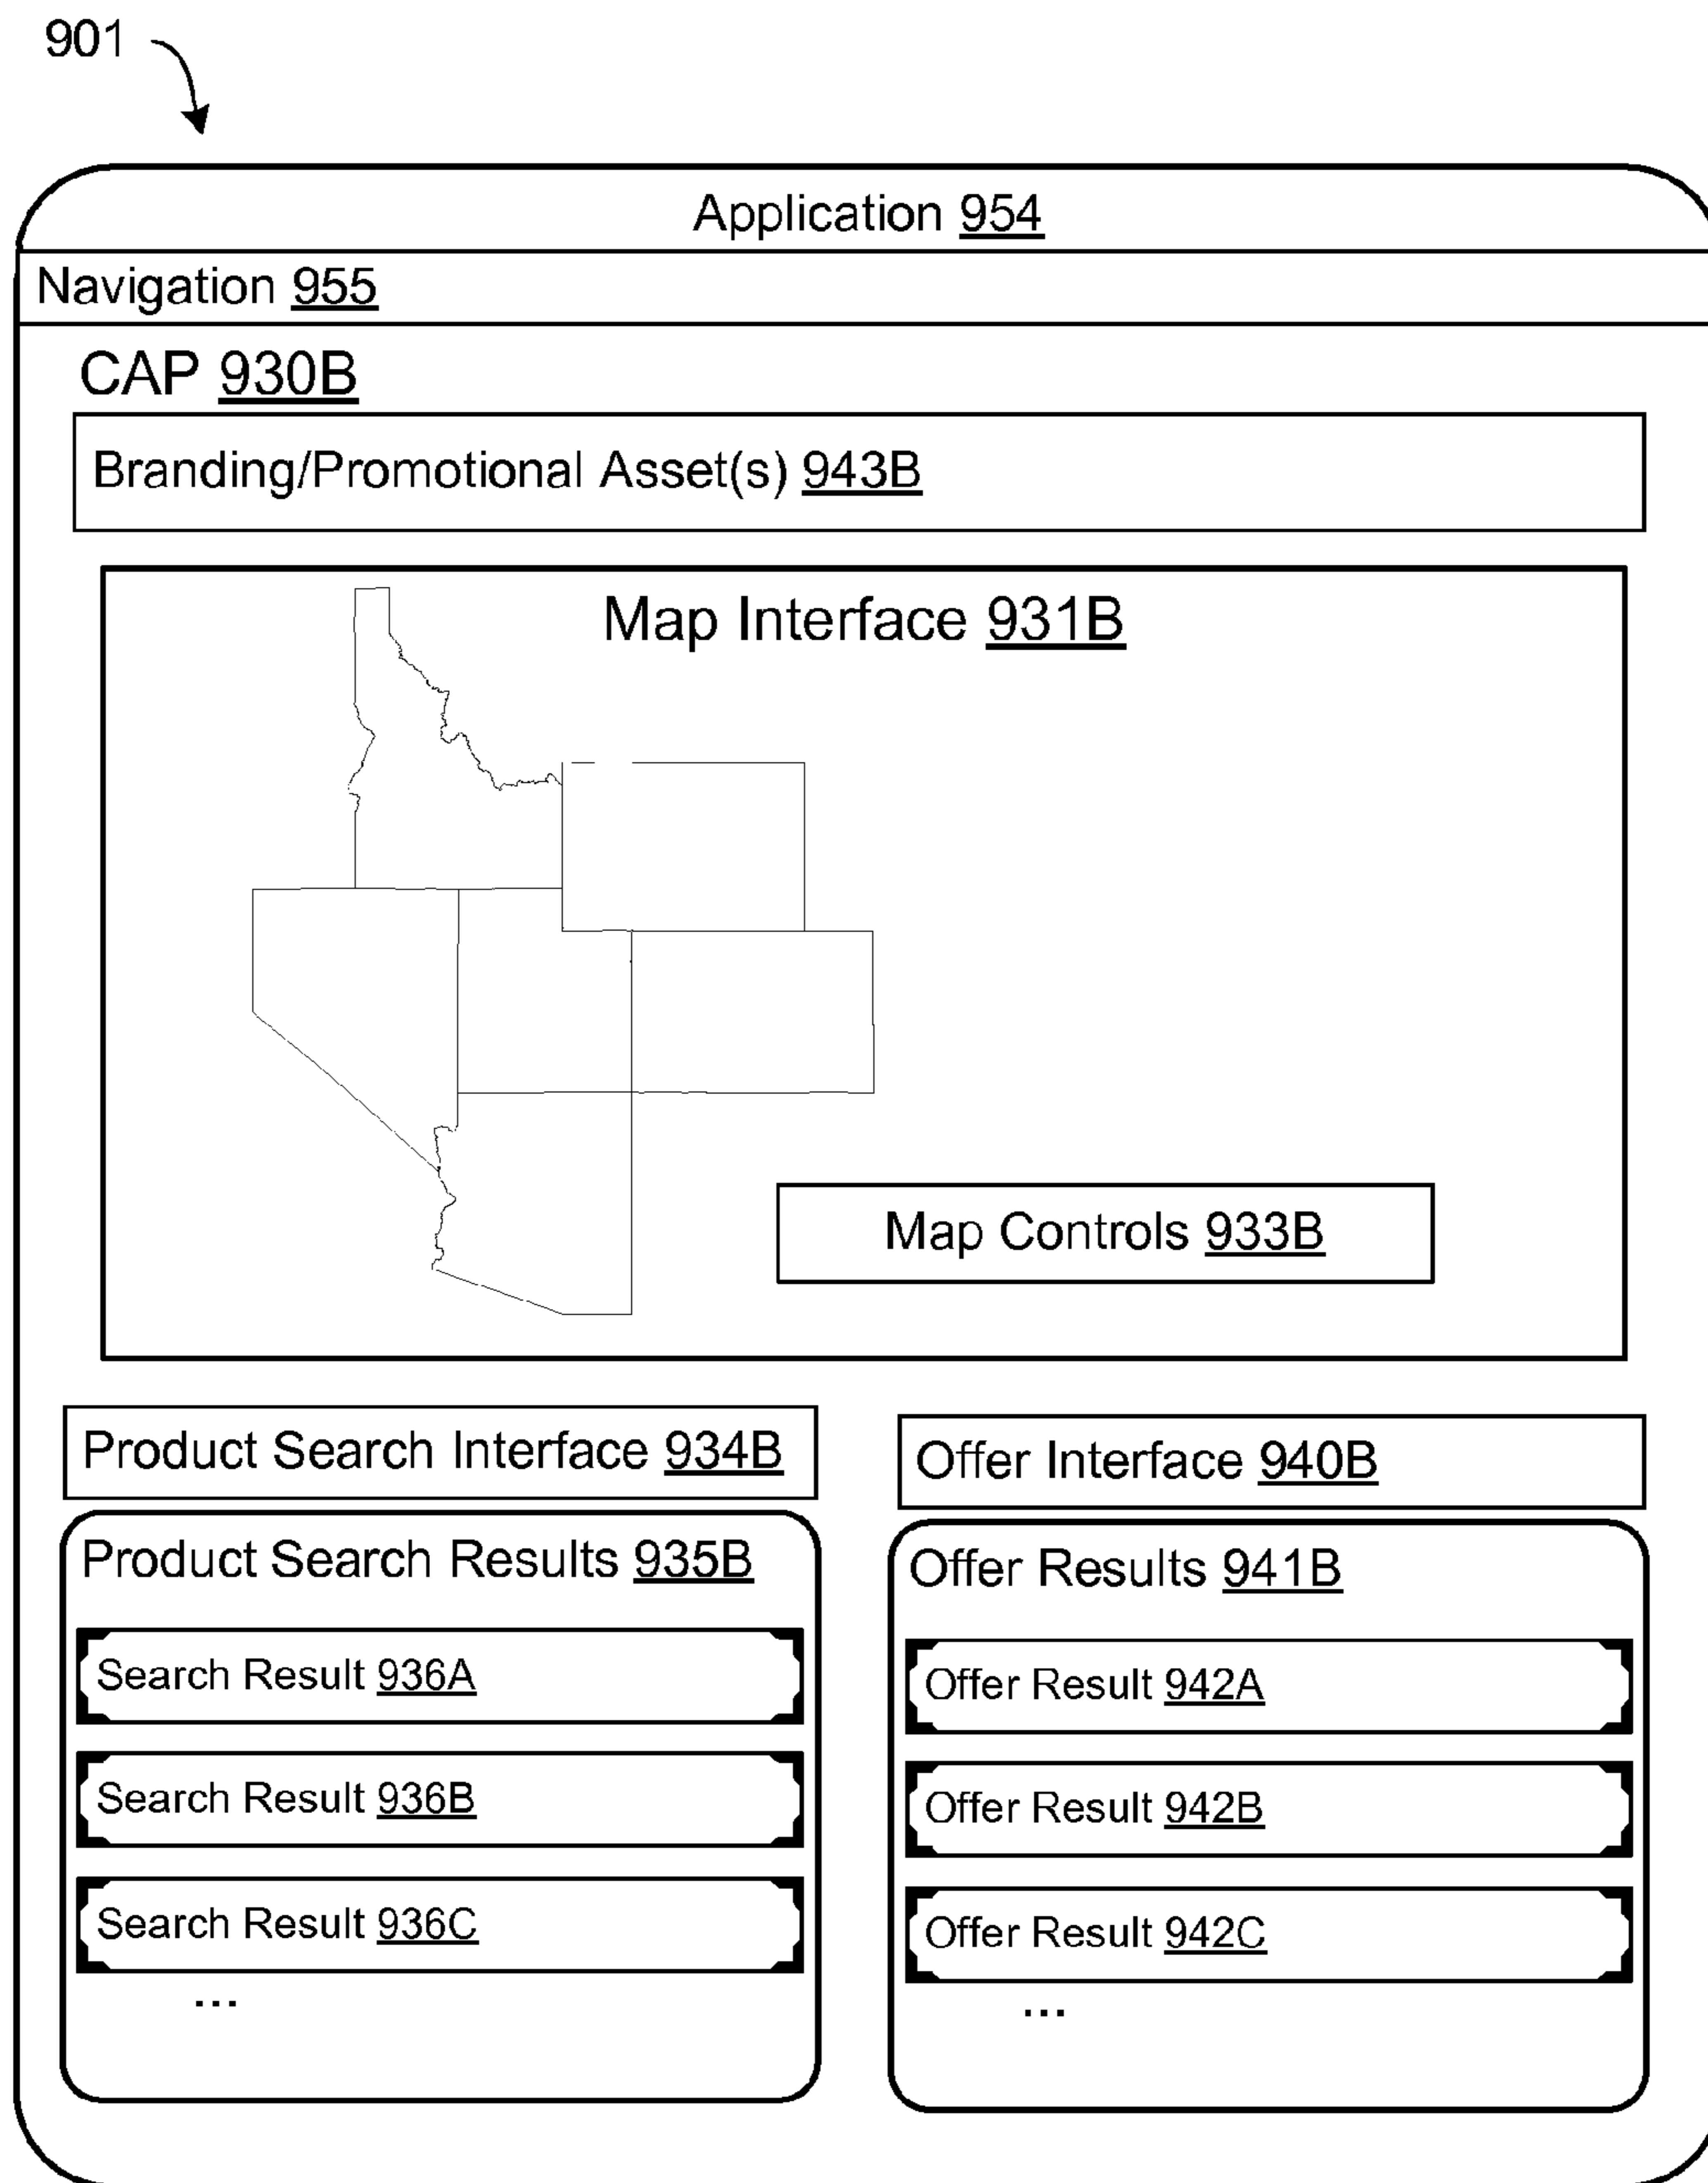 901
Application 954
Navigation 955
CAP 930B
Branding/Promotional Asset(s) 943B
Map Interface 931B
Map Controls 933B
Product Search Interface 934B
Product Search Results 935B
Search Result 936A
Search Result 936B
Search Result 936C
...
Offer Interface 940B
Offer Results 941B
Offer Result 942A
Offer Result 942B
Offer Result 942C
...